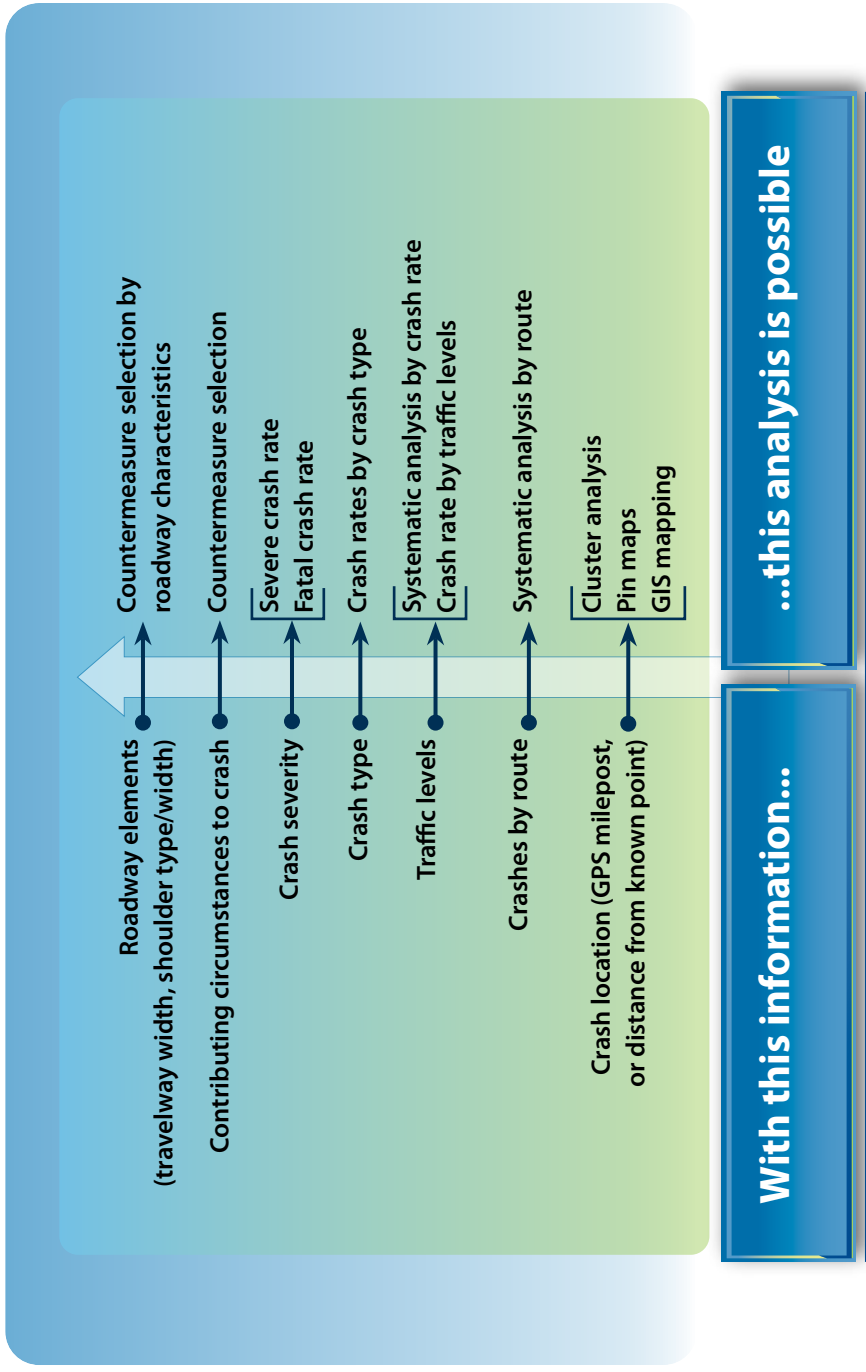 Roadway elements
(travelway width, shoulder type/width)
Countermeasure selection by
roadway characteristics
Contributing circumstances to crash
Countermeasure selection
Crash severity
Severe crash rate
Fatal crash rate
Crash type
Crash rates by crash type
Traffic levels
Systematic analysis by crash rate
Crash rate by traffic levels
Crashes by route
Systematic analysis by route
Crash location (GPS milepost,
or distance from known point)
Cluster analysis
Pin maps
GIS mapping
With this information...
...this analysis is possible